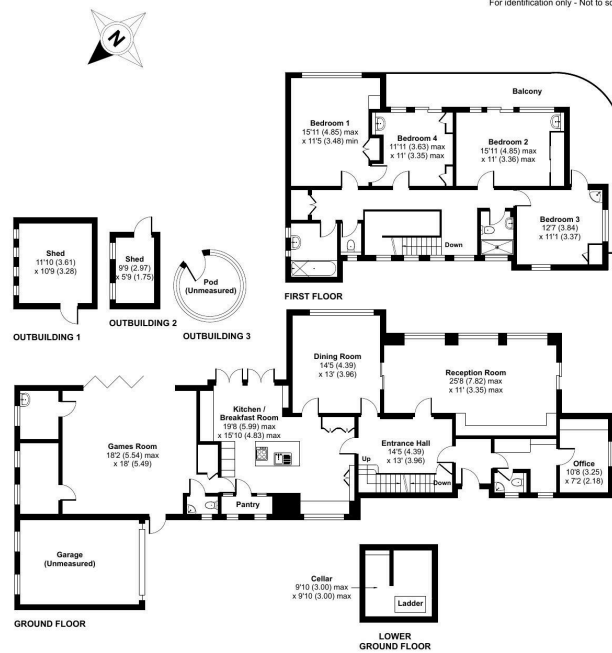 For identification only - Not to sc
N
Balcony
Bedroom 1
15'11 (4.85) max
x 11'5 (3.48) min
Bedroom 4
11'11 (3.63) max
x 11' (3.35) max
Bedroom 2
15'11 (4.85) max
x 11' (3.36) max
Bedroom 3
12'7 (3.84)
x 11'1 (3.37)
Down
FIRST FLOOR
Shed
11'10 (3.61)
x 10'9 (3.28)
OUTBUILDING 1
Shed
9'9 (2.97)
x 5'9 (1.75)
OUTBUILDING 2
Pod
(Unmeasured)
OUTBUILDING 3
Dining Room
14'5 (4.39)
x 13' (3.96)
Reception Room
25'8 (7.82) max
x 11' (3.35) max
Kitchen /
Breakfast Room
19'8 (5.99) max
x 15'10 (4.83) max
Games Room
18'2 (5.54) max
x 18' (5.49)
Entrance Hall
14'5 (4.39)
x 13' (3.96)
Up
Down
Office
10'8 (3.25)
x 7'2 (2.18)
Pantry
Garage
(Unmeasured)
GROUND FLOOR
Cellar
9'10 (3.00) max
x 9'10 (3.00) max
Ladder
LOWER
GROUND FLOOR